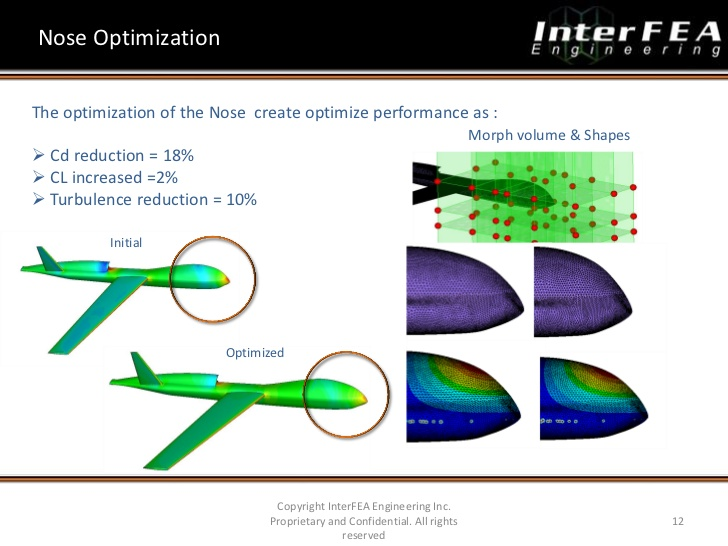 Nose Optimization
InterFEA
Engineering
The optimization of the Nose  create optimize performance as :
Morph volume & Shapes
➢ Cd reduction = 18%
➢ CL increased =2%
➢ Turbulence reduction = 10%
Initial
Optimized
Copyright InterFEA Engineering Inc.
Proprietary and Confidential. All rights
reserved
12